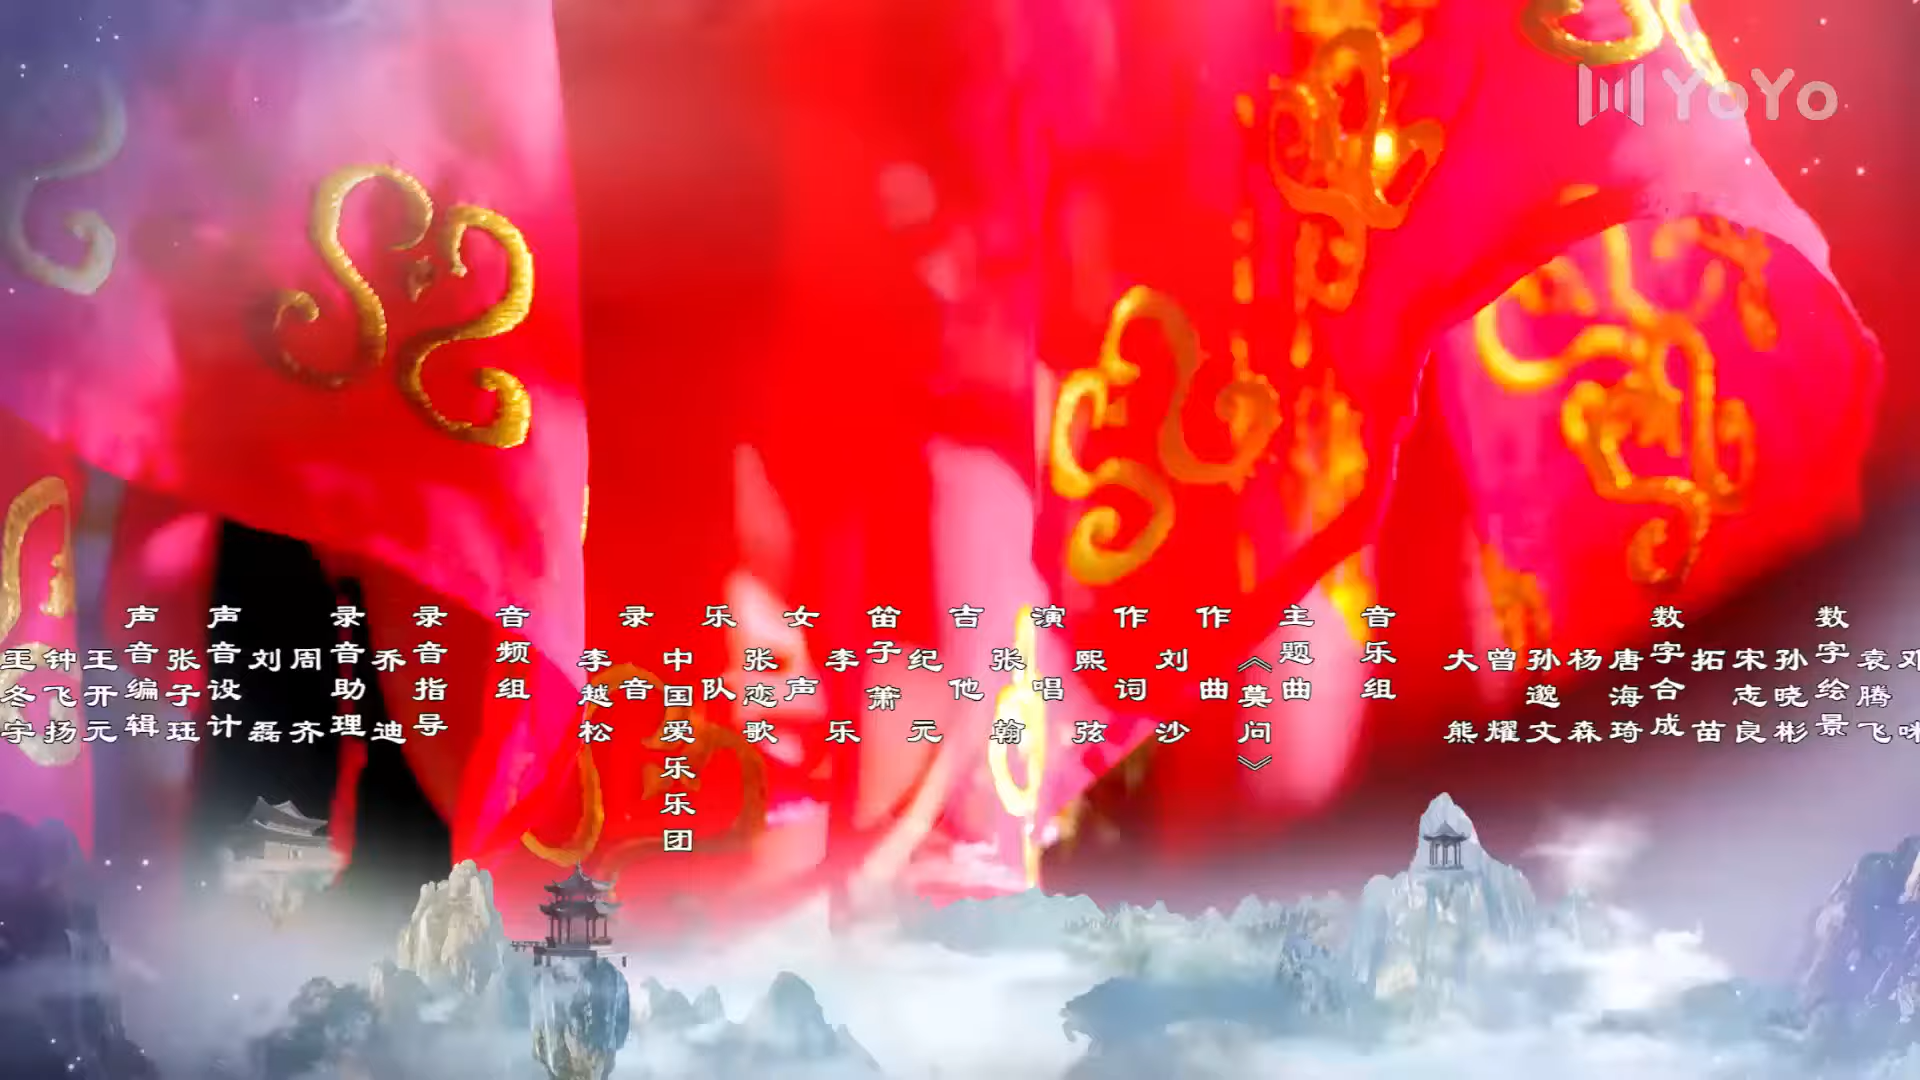 YoYo
袁腾飞
数字绘景
孙晓彬
宋志良
拓苗
数字合成
唐海琦
杨森
孙邈文
曾耀
大熊
音乐组
主题曲
《莫问》
作曲
刘沙
作词
熙弦
演唱
张翰
吉他
纪元
笛子箫
李乐
女声
张恋歌
乐队
中国爱乐乐团
录音
李越松
音频组
录音指导
乔迪
录音助理
周齐
刘磊
声音设计
张子珏
声音编辑
王开元
钟飞扬
王冬宇